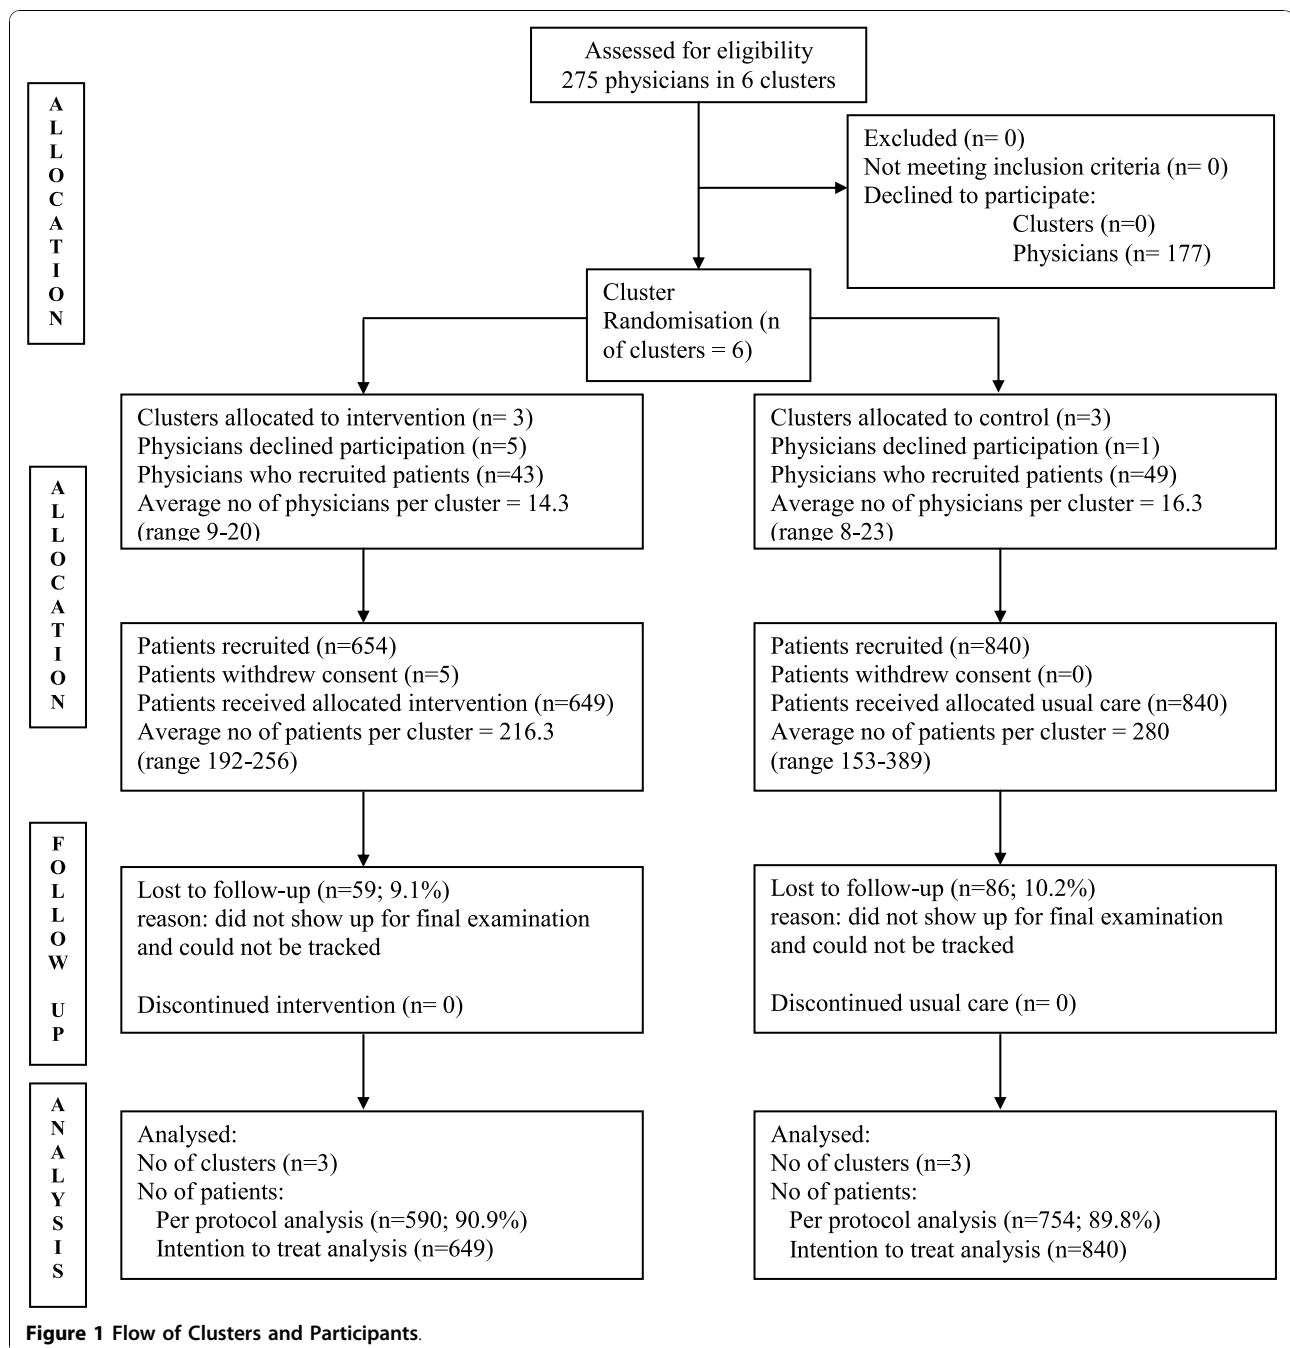 Assessed for eligibility
275 physicians in 6 clusters
ALLOCATION
Excluded (n= 0)
Not meeting inclusion criteria (n= 0)
Declined to participate:
Clusters (n=0)
Physicians (n= 177)
Cluster
Randomisation (n
of clusters = 6)
ALLOCATION
Clusters allocated to intervention (n= 3)
Physicians declined participation (n=5)
Physicians who recruited patients (n=43)
Average no of physicians per cluster = 14.3
(range 9-20)
Clusters allocated to control (n=3)
Physicians declined participation (n=1)
Physicians who recruited patients (n=49)
Average no of physicians per cluster = 16.3
(range 8-23)
Patients recruited (n=654)
Patients withdrew consent (n=5)
Patients received allocated intervention (n=649)
Average no of patients per cluster = 216.3
(range 192-256)
Patients recruited (n=840)
Patients withdrew consent (n=0)
Patients received allocated usual care (n=840)
Average no of patients per cluster = 280
(range 153-389)
FOLLOW UP
Lost to follow-up (n=59; 9.1%)
reason: did not show up for final examination
and could not be tracked
Discontinued intervention (n= 0)
Lost to follow-up (n=86; 10.2%)
reason: did not show up for final examination
and could not be tracked
Discontinued usual care (n= 0)
ANALYSIS
Analysed:
No of clusters (n=3)
No of patients:
Per protocol analysis (n=590; 90.9%)
Intention to treat analysis (n=649)
Analysed:
No of clusters (n=3)
No of patients:
Per protocol analysis (n=754; 89.8%)
Intention to treat analysis (n=840)
Figure 1 Flow of Clusters and Participants.